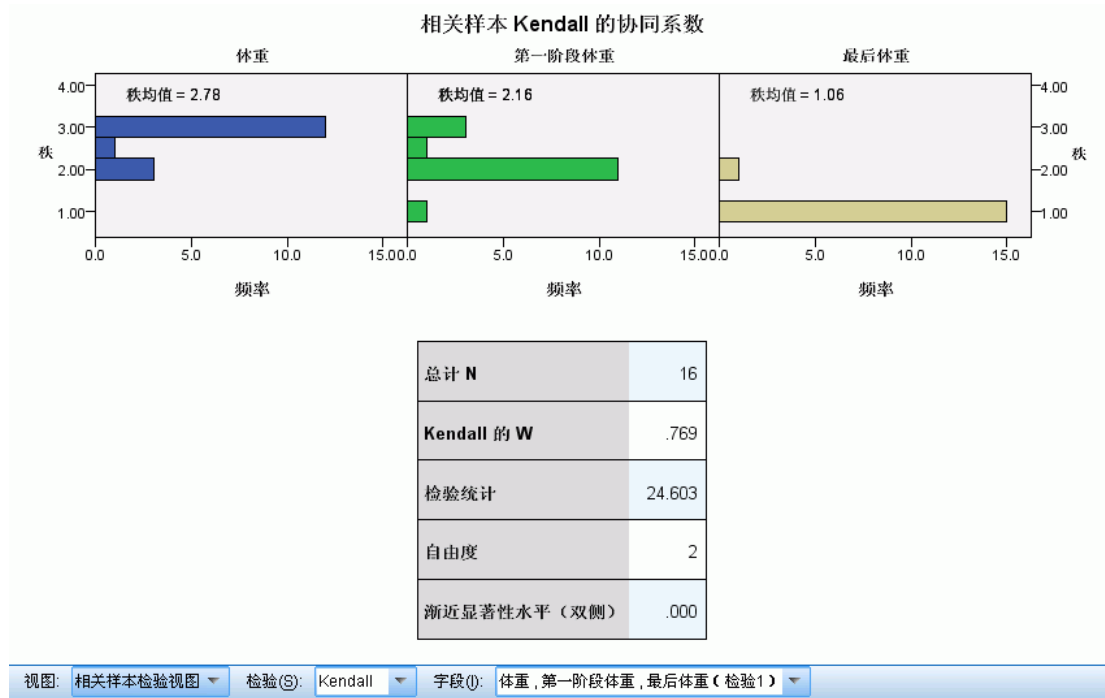 相关样本 Kendall 的协同系数
体重 第一阶段体重 最后体重
秩均值 = 2.78 秩均值 = 2.16 秩均值 = 1.06
4.00 4.00
3.00 3.00
秩 秩
2.00 2.00
1.00 1.00
0.0 5.0 10.0 15.0 0.0 5.0 10.0 15.0 0.0 5.0 10.0 15.0
频率 频率 频率
总计 N 16
Kendall 的 W .769
检验统计 24.603
自由度 2
渐近显著性水平（双侧） .000
视图: 相关样本检验视图 检验(S): Kendall 字段(I): 体重,第一阶段体重,最后体重(检验1)